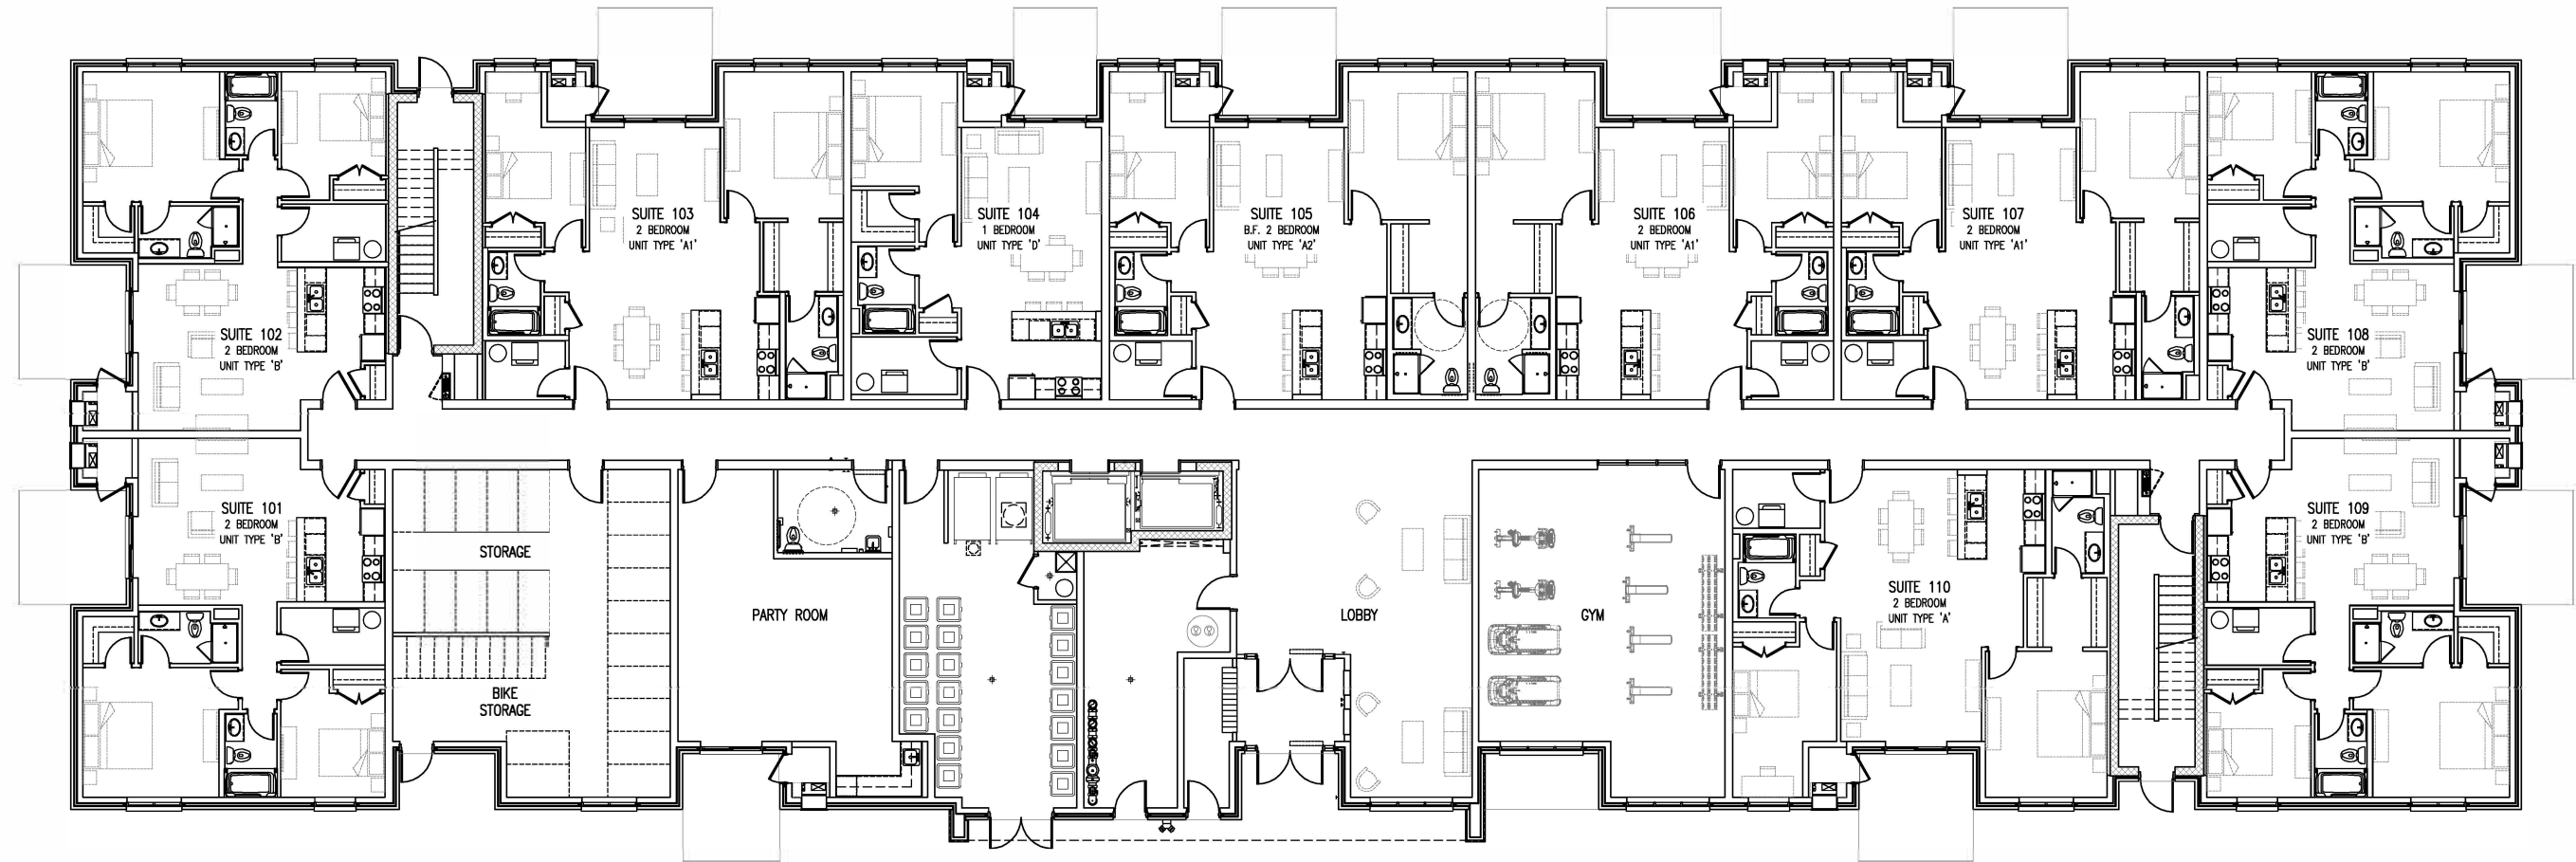 SUITE 103
2 BEDROOM
UNIT TYPE 'A1'
SUITE 104
1 BEDROOM
UNIT TYPE 'D'
SUITE 105
B.F. 2 BEDROOM
UNIT TYPE 'A2'
SUITE 106
2 BEDROOM
UNIT TYPE 'A1'
SUITE 107
2 BEDROOM
UNIT TYPE 'A1'
SUITE 102
2 BEDROOM
UNIT TYPE 'B'
SUITE 108
2 BEDROOM
UNIT TYPE 'B'
SUITE 101
2 BEDROOM
UNIT TYPE 'B'
STORAGE
BIKE
STORAGE
PARTY ROOM
LOBBY
GYM
SUITE 110
2 BEDROOM
UNIT TYPE 'A'
SUITE 109
2 BEDROOM
UNIT TYPE 'B'